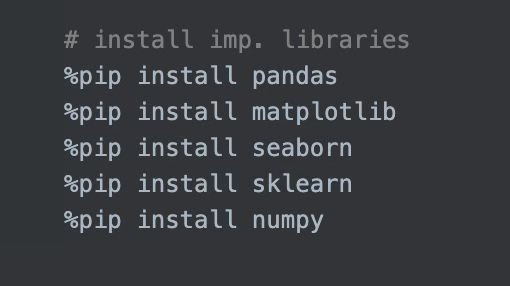 # install imp. libraries
%pip install pandas
%pip install matplotlib
%pip install seaborn
%pip install sklearn
%pip install numpy